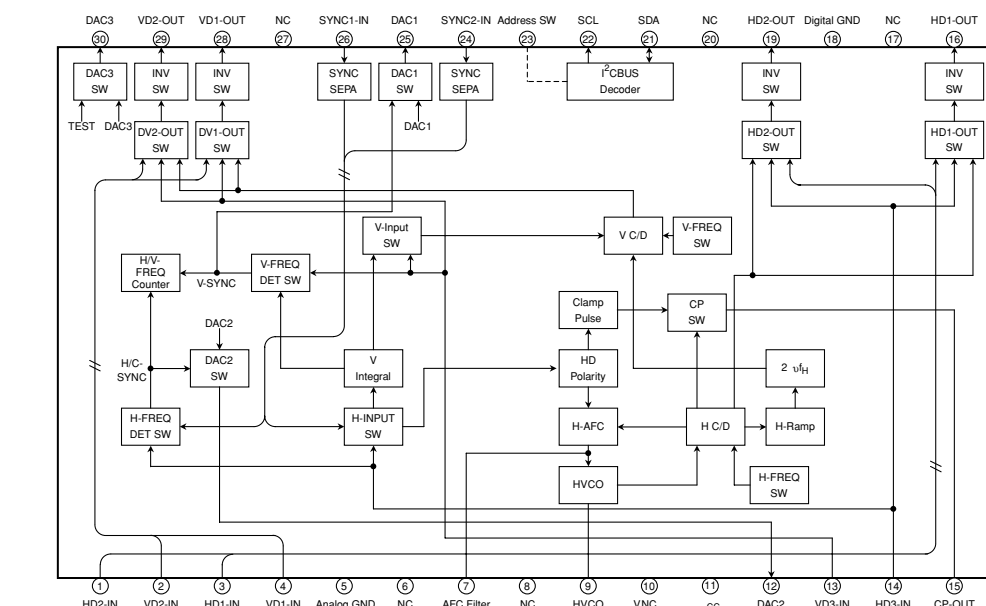 DAC3 VD2-OUT VD1-OUT NC SYNC1-IN DAC1 SYNC2-IN Address SW SCL SDA NC HD2-OUT Digital GND NC HD1-OUT
30 29 28 27 26 25 24 23 22 21 20 19 18 17 16
DAC3 SW
INV SW
INV SW
SYNC SEPA
DAC1 SW
SYNC SEPA
I²CBUS Decoder
INV SW
INV SW
TEST DAC3
DAC1
DV2-OUT SW
DV1-OUT SW
HD2-OUT SW
HD1-OUT SW
V-Input SW
V C/D
V-FREQ SW
H/V-FREQ Counter
V-SYNC
V-FREQ DET SW
Clamp Pulse
CP SW
DAC2
H/C-SYNC
DAC2 SW
V Integral
HD Polarity
2 υfH
H-FREQ DET SW
H-INPUT SW
H-AFC
H C/D
H-Ramp
HVCO
H-FREQ SW
1 2 3 4 5 6 7 8 9 10 11 12 13 14 15
HD2-IN VD2-IN HD1-IN VD1-IN Analog GND NC AFC Filter NC HVCO DAC2 VD3-IN HD3-IN CP-OUT